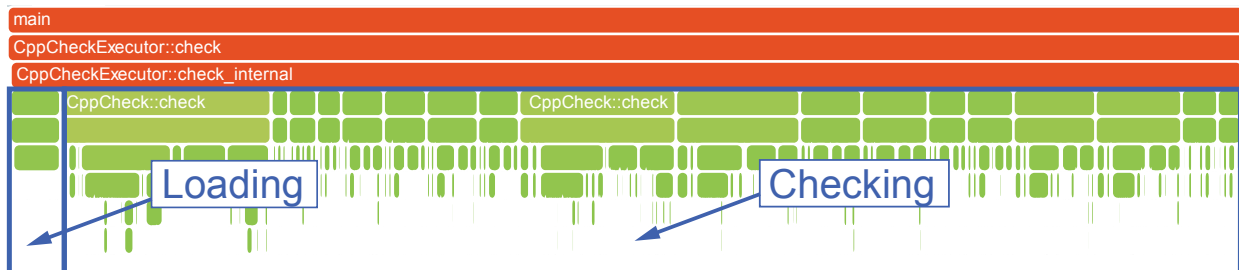 main
CppCheckExecutor::check
CppCheckExecutor::check_internal
CppCheck::check CppCheck::check
Loading Checking